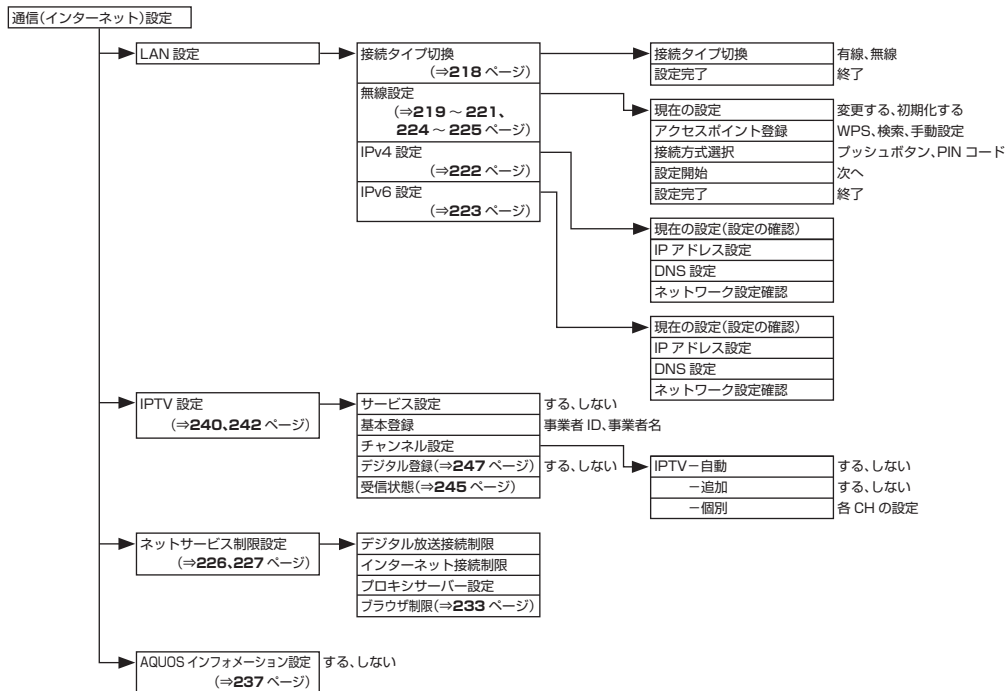 通信(インターネット)設定
LAN 設定
接続タイプ切換
(⇒218 ページ)
無線設定
(⇒219 ~ 221、
224 ~ 225 ページ)
IPv4 設定
(⇒222 ページ)
IPv6 設定
(⇒223 ページ)
接続タイプ切換 有線、無線
設定完了 終了
現在の設定 変更する、初期化する
アクセスポイント登録 WPS、検索、手動設定
接続方式選択 プッシュボタン、PIN コード
設定開始 次へ
設定完了 終了
現在の設定(設定の確認)
IP アドレス設定
DNS 設定
ネットワーク設定確認
現在の設定(設定の確認)
IP アドレス設定
DNS 設定
ネットワーク設定確認
IPTV 設定
(⇒240、242 ページ)
サービス設定 する、しない
基本登録 事業者 ID、事業者名
チャンネル設定
デジタル登録(⇒247 ページ) する、しない
受信状態(⇒245 ページ)
IPTV-自動 する、しない
-追加 する、しない
-個別 各 CH の設定
ネットサービス制限設定
(⇒226、227 ページ)
デジタル放送接続制限
インターネット接続制限
プロキシサーバー設定
ブラウザ制限(⇒233 ページ)
AQUOS インフォメーション設定 する、しない
(⇒237 ページ)